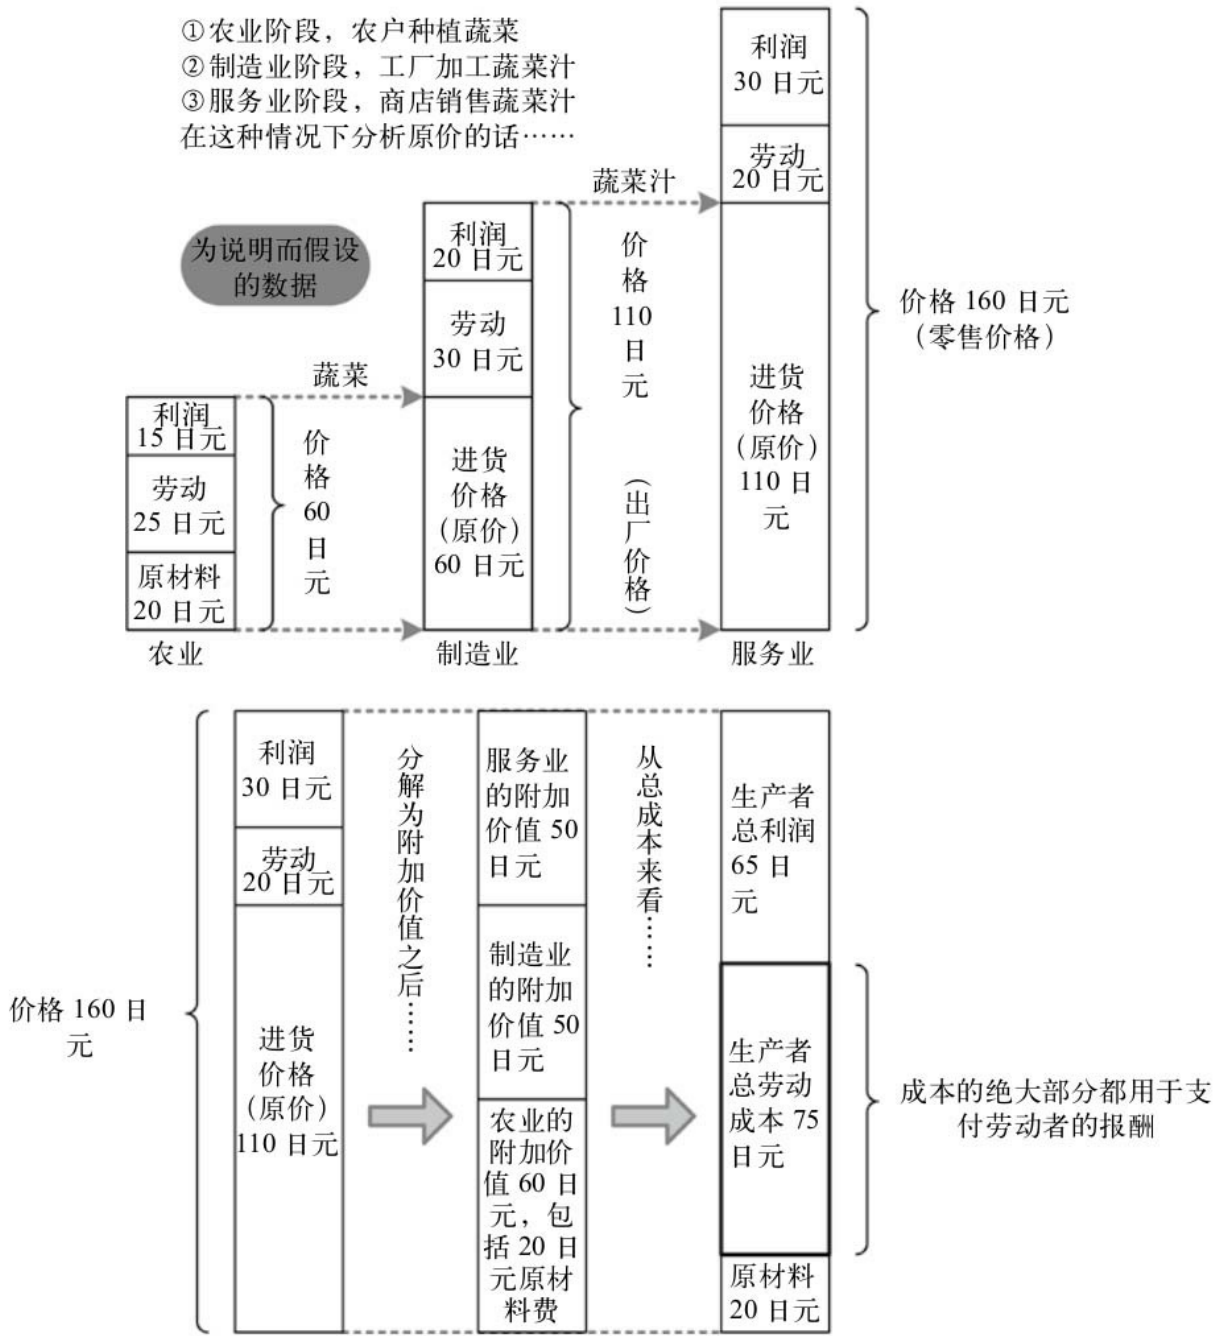 ①农业阶段，农户种植蔬菜
②制造业阶段，工厂加工蔬菜汁
③服务业阶段，商店销售蔬菜汁
在这种情况下分析原价的话……
为说明而假设
的数据
利润
15 日元
劳动
25 日元
原材料
20 日元
农业
价格60日元
蔬菜
利润
20 日元
劳动
30 日元
进货
价格
（原价）
60 日元
制造业
价格110日元
（出厂价格）
蔬菜汁
利润
30 日元
劳动
20 日元
进货
价格
（原价）
110 日
元
服务业
价格 160 日元
（零售价格）
价格 160 日
元
利润
30 日元
劳动
20 日元
进货
价格
（原价）
110 日元
分解为附加价值之后……
服务业
的附加
价值 50
日元
制造业
的附加
价值 50
日元
农业的
附加价
值 60 日
元，包
括 20 日
元原材
料费
从总成本来看……
生产者
总利润
65 日
元
生产者
总劳动
成本 75
日元
原材料
20 日元
成本的绝大部分都用于支
付劳动者的报酬